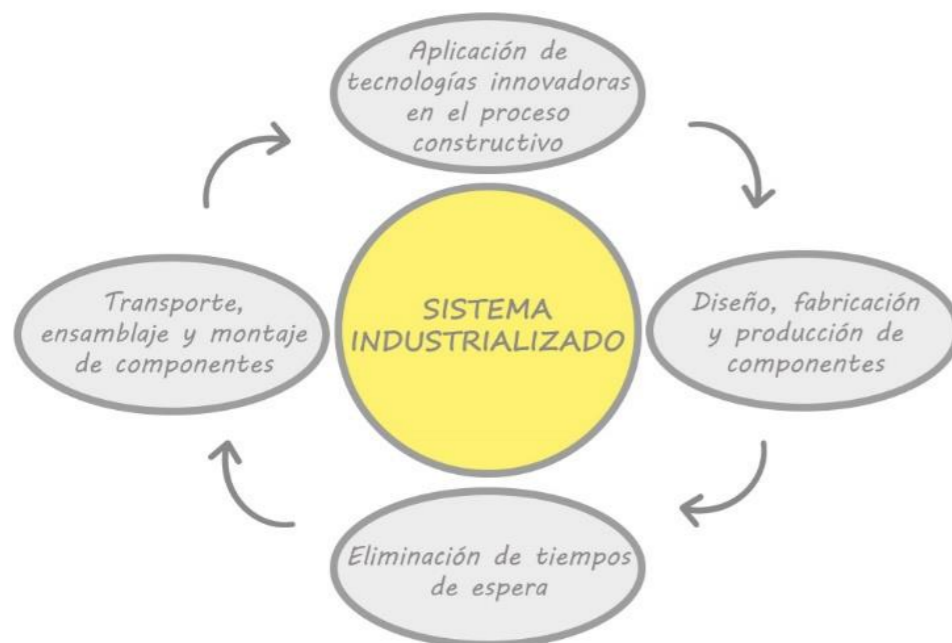 Aplicación de
tecnologías innovadoras
en el proceso
constructivo
Transporte,
ensamblaje y montaje
de componentes
SISTEMA
INDUSTRIALIZADO
Diseño, fabricación
y producción de
componentes
Eliminación de tiempos
de espera